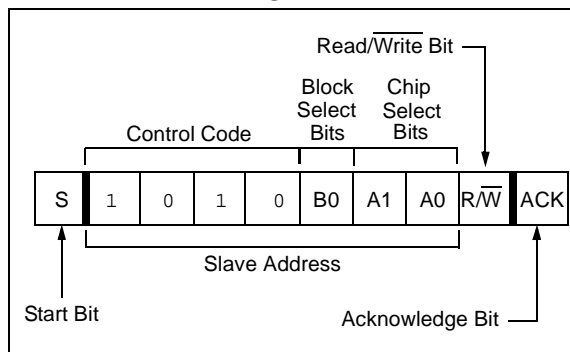 Read/Write Bit
Block Select Bits
Chip Select Bits
Control Code
S 1 0 1 0 B0 A1 A0 R/W ACK
Slave Address
Start Bit
Acknowledge Bit